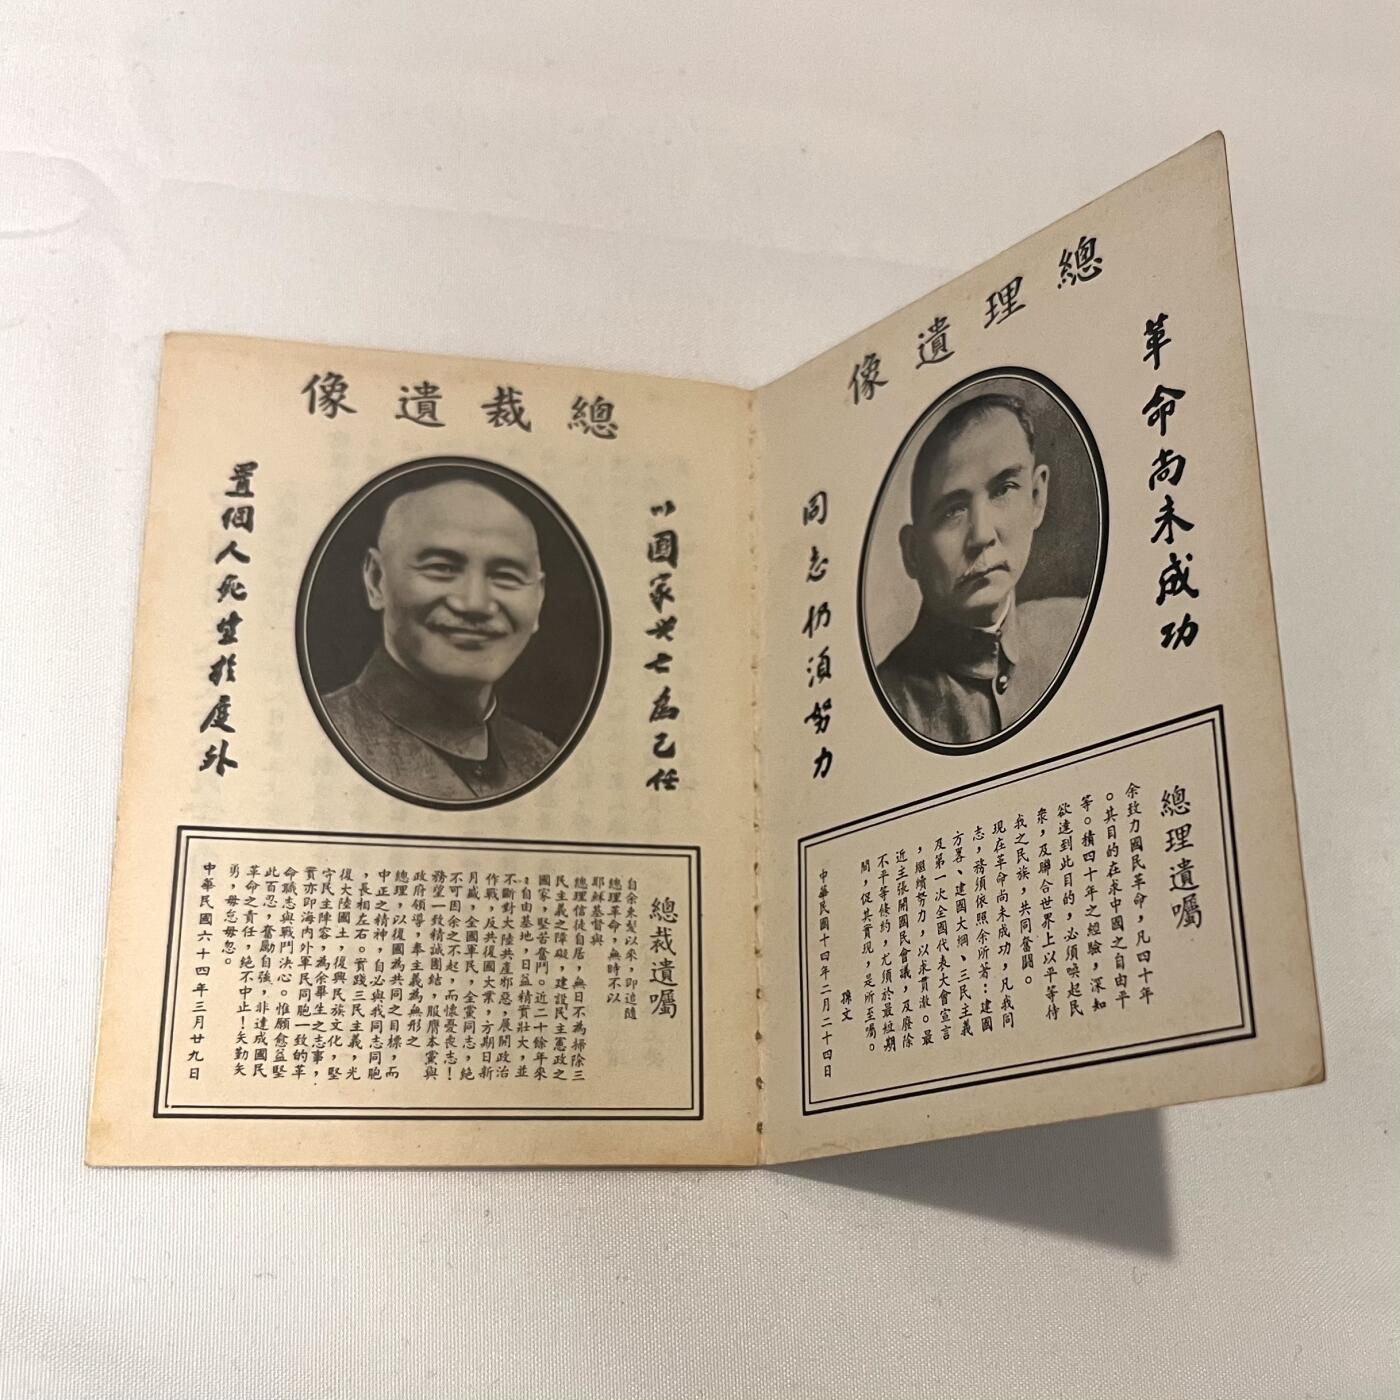 總理遺像
革命尚未成功
同志仍須努力
總理遺囑
余致力國民革命，凡四十年
。其目的在求中國之自由平
等。積四十年之經驗，深知
欲達到此目的，必須喚起民
衆，及聯合世界上以平等待
我之民族，共同奮鬪。
現在革命尚未成功，凡我同
志，務須依照余所著：建國
方畧、建國大綱、三民主義
及第一次全國代表大會宣言
，繼續努力，以求貫澈。最
近主張開國民會議，及廢除
不平等條約，尤須於最短期
間，促其實現，是所至囑。
孫文
中華民國十四年二月二十四日
總裁遺像
以國家興亡為己任
置個人死生於度外
總裁遺囑
自余束髮以來，即追隨
總理革命，無時不以
耶穌基督與
總理信徒自居，無日不為掃除三
民主義之障礙，建設民主憲政之
國家，堅苦奮鬥。近二十餘年來
，自由基地，日益精實壯大，並
不斷對大陸共產邪惡，展開政治
作戰，反共復國大業，方期日新
月盛，全國軍民，全黨同志，絕
不可因余之不起，而懷憂喪志！
務望一致精誠團結，服膺本黨與
政府領導，奉主義為無形之
總理，以復國為共同之目標，而
中正之精神，自必與我同志同胞
，長相左右。實踐三民主義，光
復大陸國土，復興民族文化，堅
守民主陣容，為余畢生之志事，
實亦即海內外軍民同胞一致的革
命職志與戰鬥決心。惟願愈益堅
此百忍，奮勵自強，非達成國民
革命之責任，絕不中止！矢勤矢
勇，毋怠毋忽。
中華民國六十四年三月廿九日